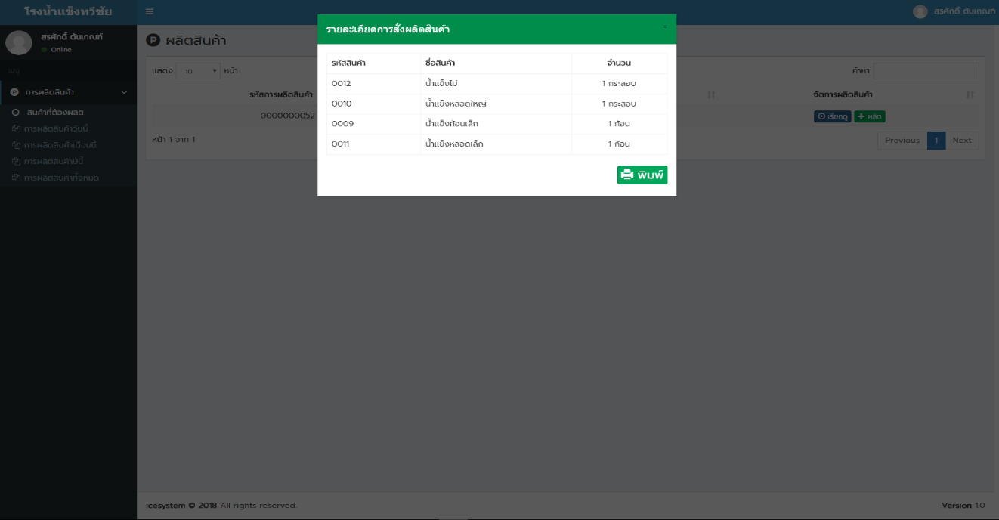 โรงน้ำแข็งทวีชัย
สรศักดิ์ ตันเกณฑ์
สรศักดิ์ ตันเกณฑ์
Online
เมนู
การผลิตสินค้า
สินค้าที่ต้องผลิต
การผลิตสินค้าวันนี้
การผลิตสินค้าเดือนนี้
การผลิตสินค้าปีนี้
การผลิตสินค้าทั้งหมด
ผลิตสินค้า
แสดง 10 หน้า
ค้าหา
รหัสการผลิตสินค้า จัดการผลิตสินค้า
0000000052 เรียกดู ผลิต
หน้า 1 จาก 1
Previous 1 Next
รายละเอียดการสั่งผลิตสินค้า ×
รหัสสินค้า ชื่อสินค้า จำนวน
0012 น้ำแข็งโม่ 1 กระสอบ
0010 น้ำแข็งหลอดใหญ่ 1 กระสอบ
0009 น้ำแข็งก้อนเล็ก 1 ก้อน
0011 น้ำแข็งหลอดเล็ก 1 ก้อน
พิมพ์
icesystem © 2018 All rights reserved.
Version 1.0